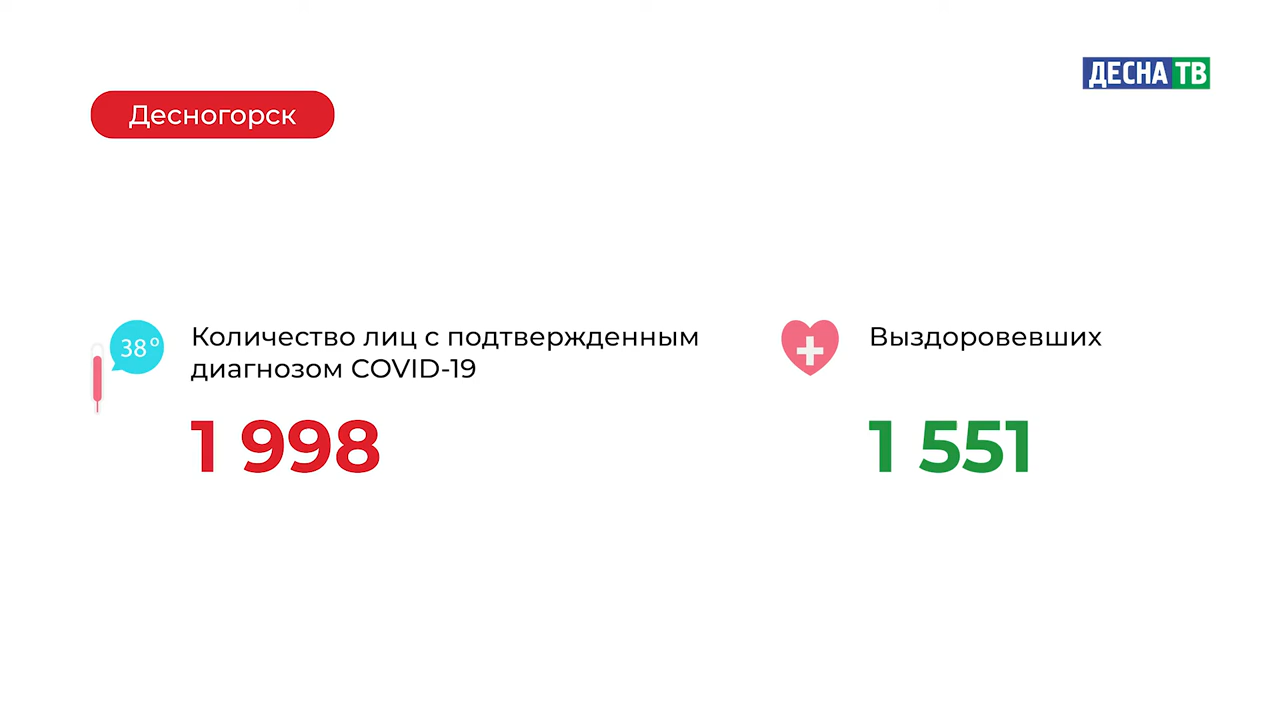 ДЕСНА ТВ
Десногорск
38°
Количество лиц с подтвержденным
диагнозом COVID-19
1 998
Выздоровевших
1 551